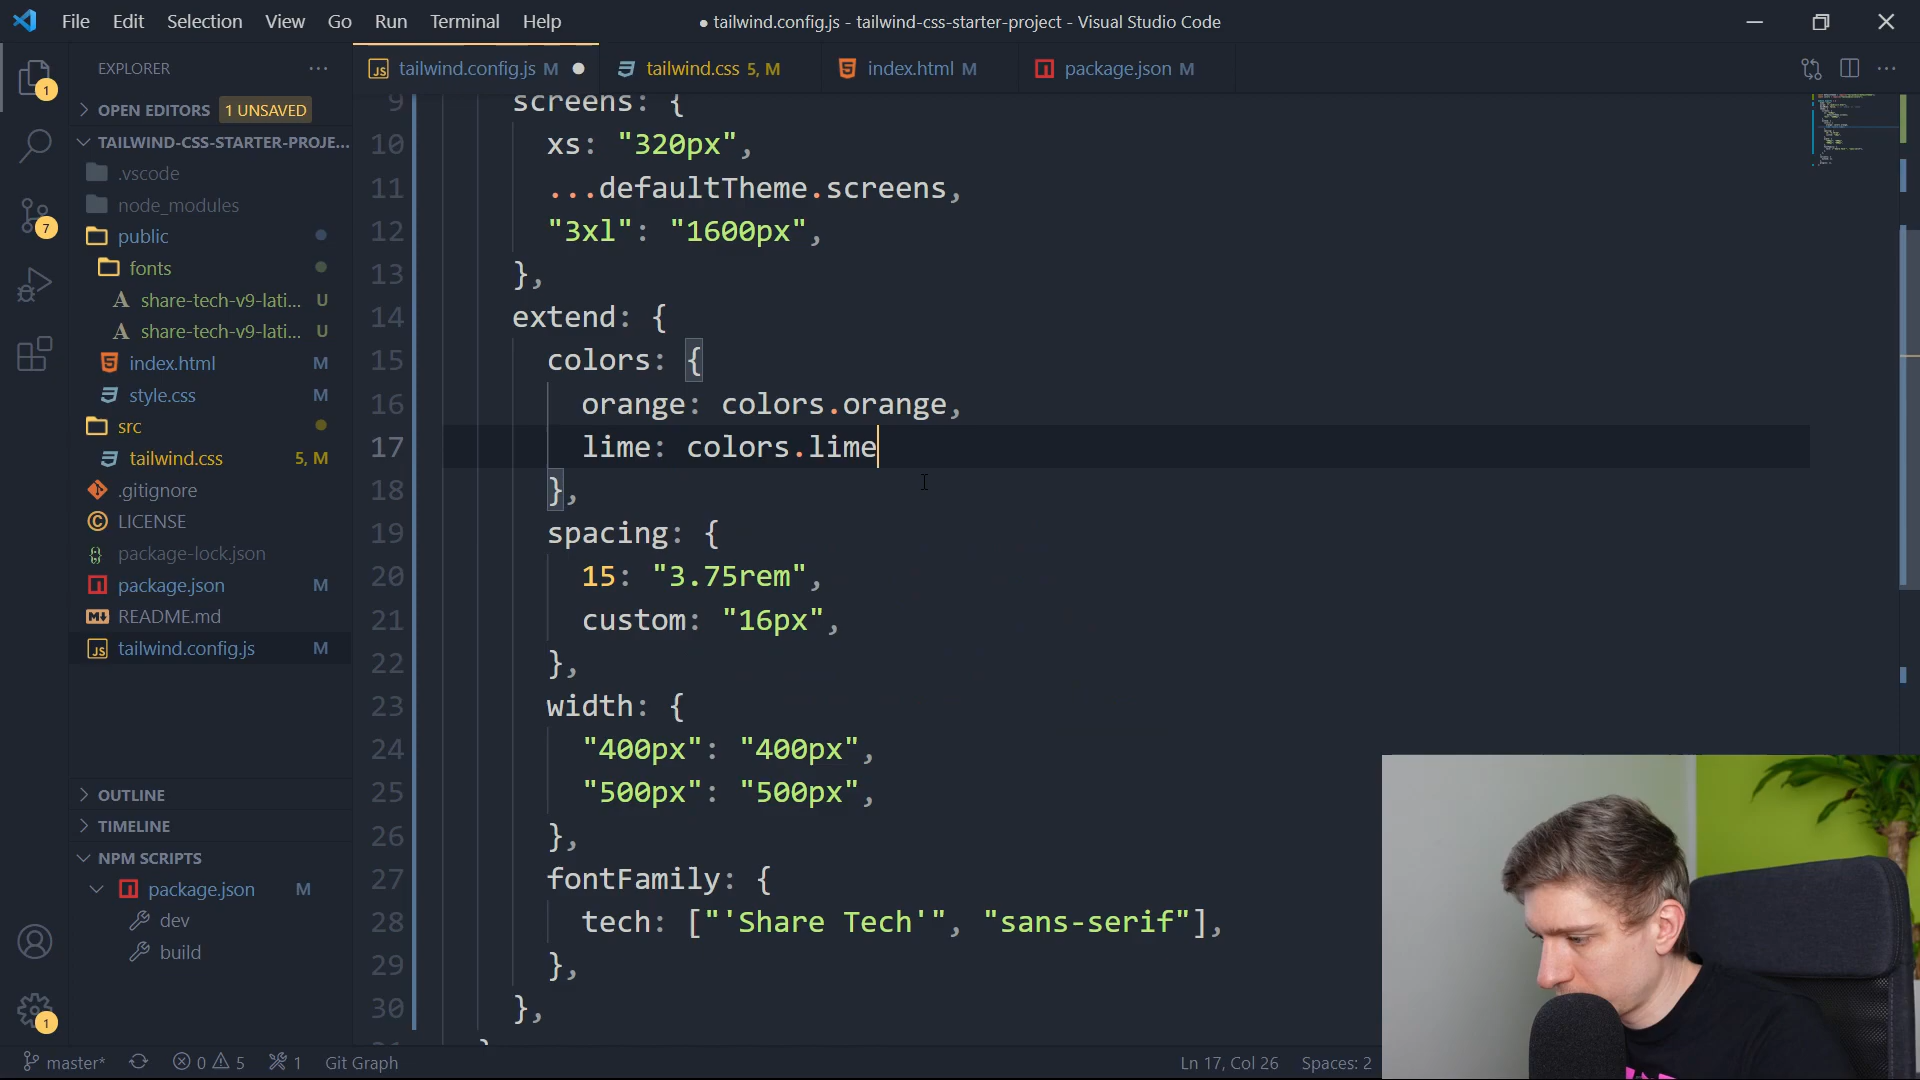 File Edit Selection View Go Run Terminal Help
● tailwind.config.js - tailwind-css-starter-project - Visual Studio Code
EXPLORER
tailwind.config.js M
tailwind.css 5, M
index.html M
package.json M
OPEN EDITORS 1 UNSAVED
TAILWIND-CSS-STARTER-PROJE...
.vscode
node_modules
public
fonts
share-tech-v9-lati... U
share-tech-v9-lati... U
index.html M
style.css M
src
tailwind.css 5, M
.gitignore
LICENSE
package-lock.json
package.json M
README.md
tailwind.config.js M
OUTLINE
TIMELINE
NPM SCRIPTS
package.json M
dev
build
1
7
1
9 screens: {
10 xs: "320px",
11 ...defaultTheme.screens,
12 "3xl": "1600px",
13 },
14 extend: {
15 colors: {
16 orange: colors.orange,
17 lime: colors.lime
18 },
19 spacing: {
20 15: "3.75rem",
21 custom: "16px",
22 },
23 width: {
24 "400px": "400px",
25 "500px": "500px",
26 },
27 fontFamily: {
28 tech: ["'Share Tech'", "sans-serif"],
29 },
30 },
master* 0 5 1 Git Graph
Ln 17, Col 26 Spaces: 2